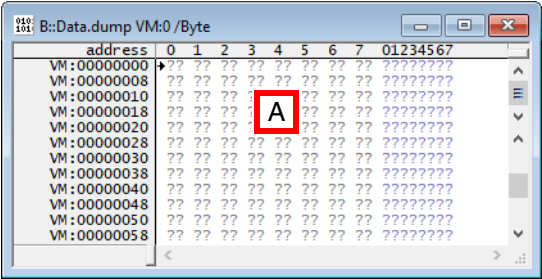 B::Data.dump VM:0 /Byte
address 0 1 2 3 4 5 6 7 01234567
VM:00000000 ?? ?? ?? ?? ?? ?? ?? ?? ????????
VM:00000008 ?? ?? ?? ?? ?? ?? ?? ?? ????????
VM:00000010 ?? ?? ?? ?? ?? ????????
VM:00000018 ?? ?? ?? A ?? ?? ????????
VM:00000020 ?? ?? ?? ?? ?? ????????
VM:00000028 ?? ?? ?? ?? ?? ?? ?? ?? ????????
VM:00000030 ?? ?? ?? ?? ?? ?? ?? ?? ????????
VM:00000038 ?? ?? ?? ?? ?? ?? ?? ?? ????????
VM:00000040 ?? ?? ?? ?? ?? ?? ?? ?? ????????
VM:00000048 ?? ?? ?? ?? ?? ?? ?? ?? ????????
VM:00000050 ?? ?? ?? ?? ?? ?? ?? ?? ????????
VM:00000058 ?? ?? ?? ?? ?? ?? ?? ?? ????????